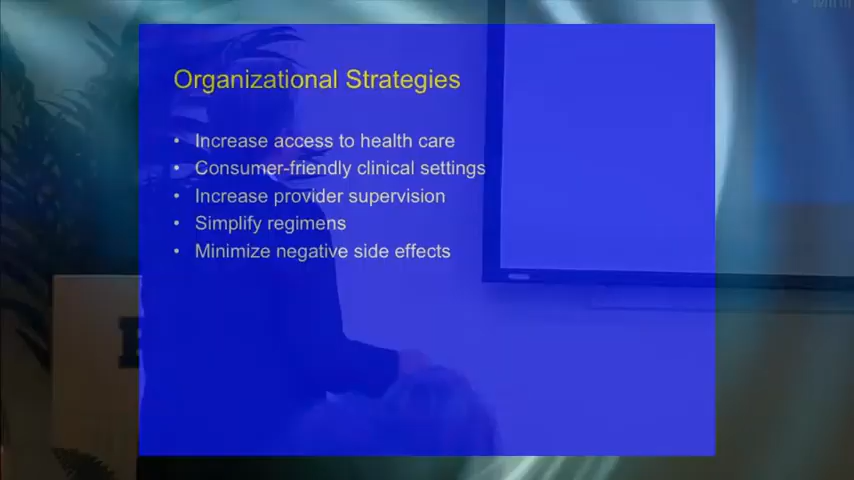 Organizational Strategies
• Increase access to health care
• Consumer-friendly clinical settings
• Increase provider supervision
• Simplify regimens
• Minimize negative side effects